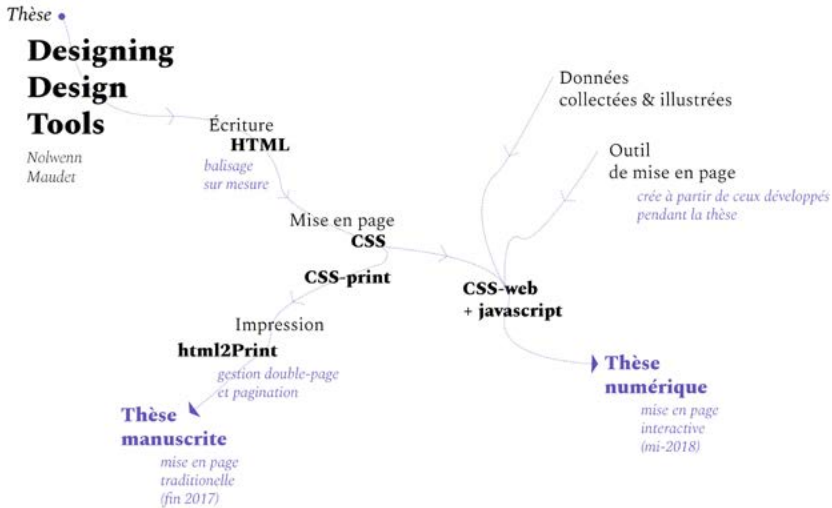 Thèse
Designing
Design
Tools
Nolwenn
Maudet
Écriture
HTML
balisage
sur mesure
Mise en page
CSS
CSS-print
Impression
html2Print
gestion double-page
et pagination
Thèse
manuscrite
mise en page
traditionelle
(fin 2017)
Données
collectées & illustrées
Outil
de mise en page
crée à partir de ceux développés
pendant la thèse
CSS-web
+ javascript
Thèse
numérique
mise en page
interactive
(mi-2018)